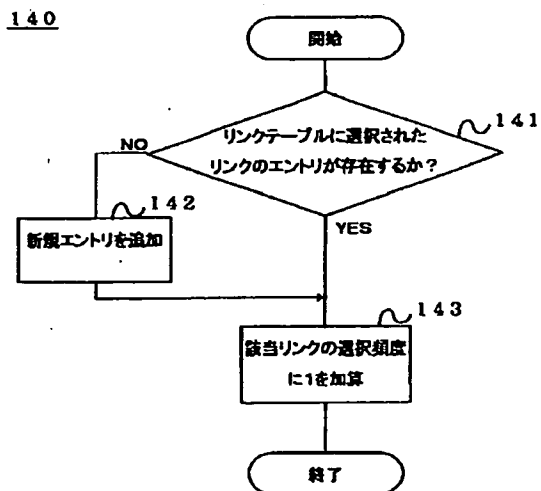 １４０
開始
リンクテーブルに選択された
リンクのエントリが存在するか？
１４１
NO
YES
１４２
新規エントリを追加
１４３
該当リンクの選択頻度
に1を加算
終了